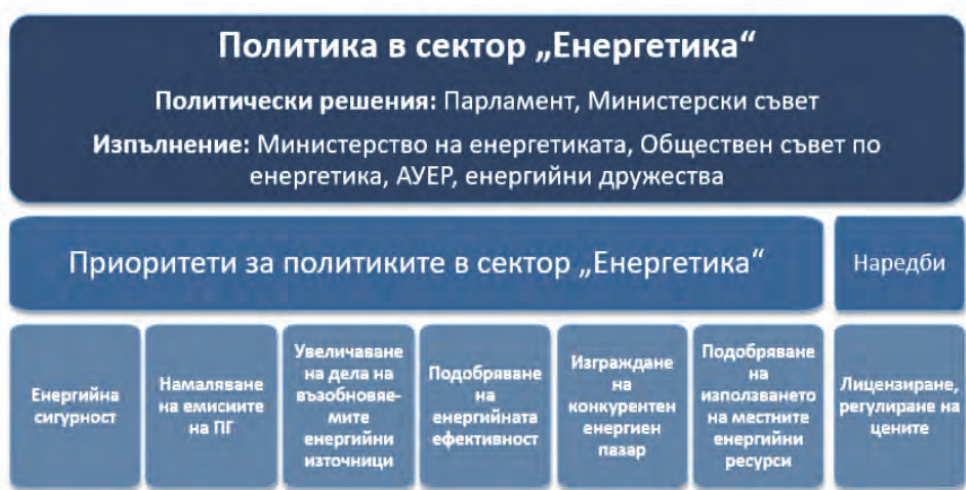 Политика в сектор „Енергетика“
Политически решения: Парламент, Министерски съвет
Изпълнение: Министерство на енергетиката, Обществен съвет по
енергетика, АУЕР, енергийни дружества
Приоритети за политиките в сектор „Енергетика“
Наредби
Енергийна
сигурност
Намаляване
на емисиите
на ПГ
Увеличаване
на дела на
възобновяе-
мите
енергийни
източници
Подобряване
на
енергийната
ефективност
Изграждане
на
конкурентен
енергиен
пазар
Подобряване
на
използването
на местните
енергийни
ресурси
Лицензиране,
регулиране на
цените